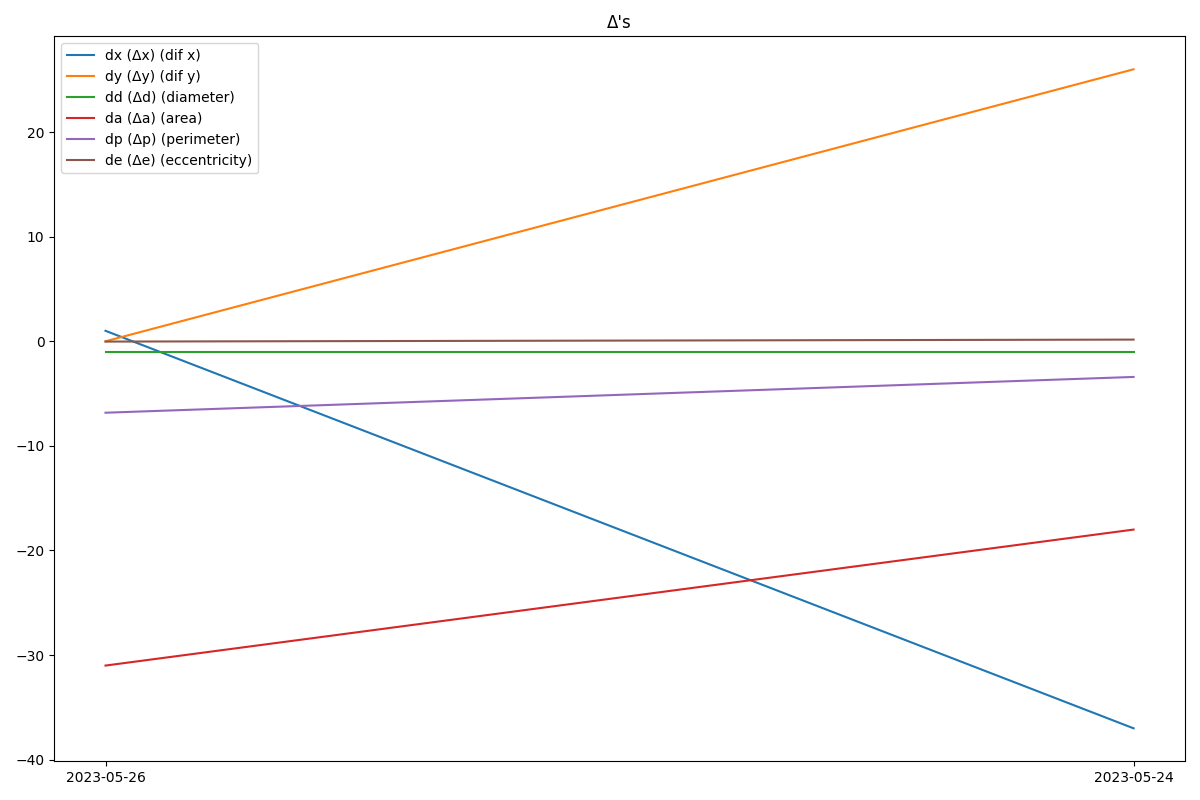 Δ's
dx (Δx) (dif x)
dy (Δy) (dif y)
dd (Δd) (diameter)
da (Δa) (area)
dp (Δp) (perimeter)
de (Δe) (eccentricity)
20
10
0
−10
−20
−30
−40
2023-05-26 2023-05-24